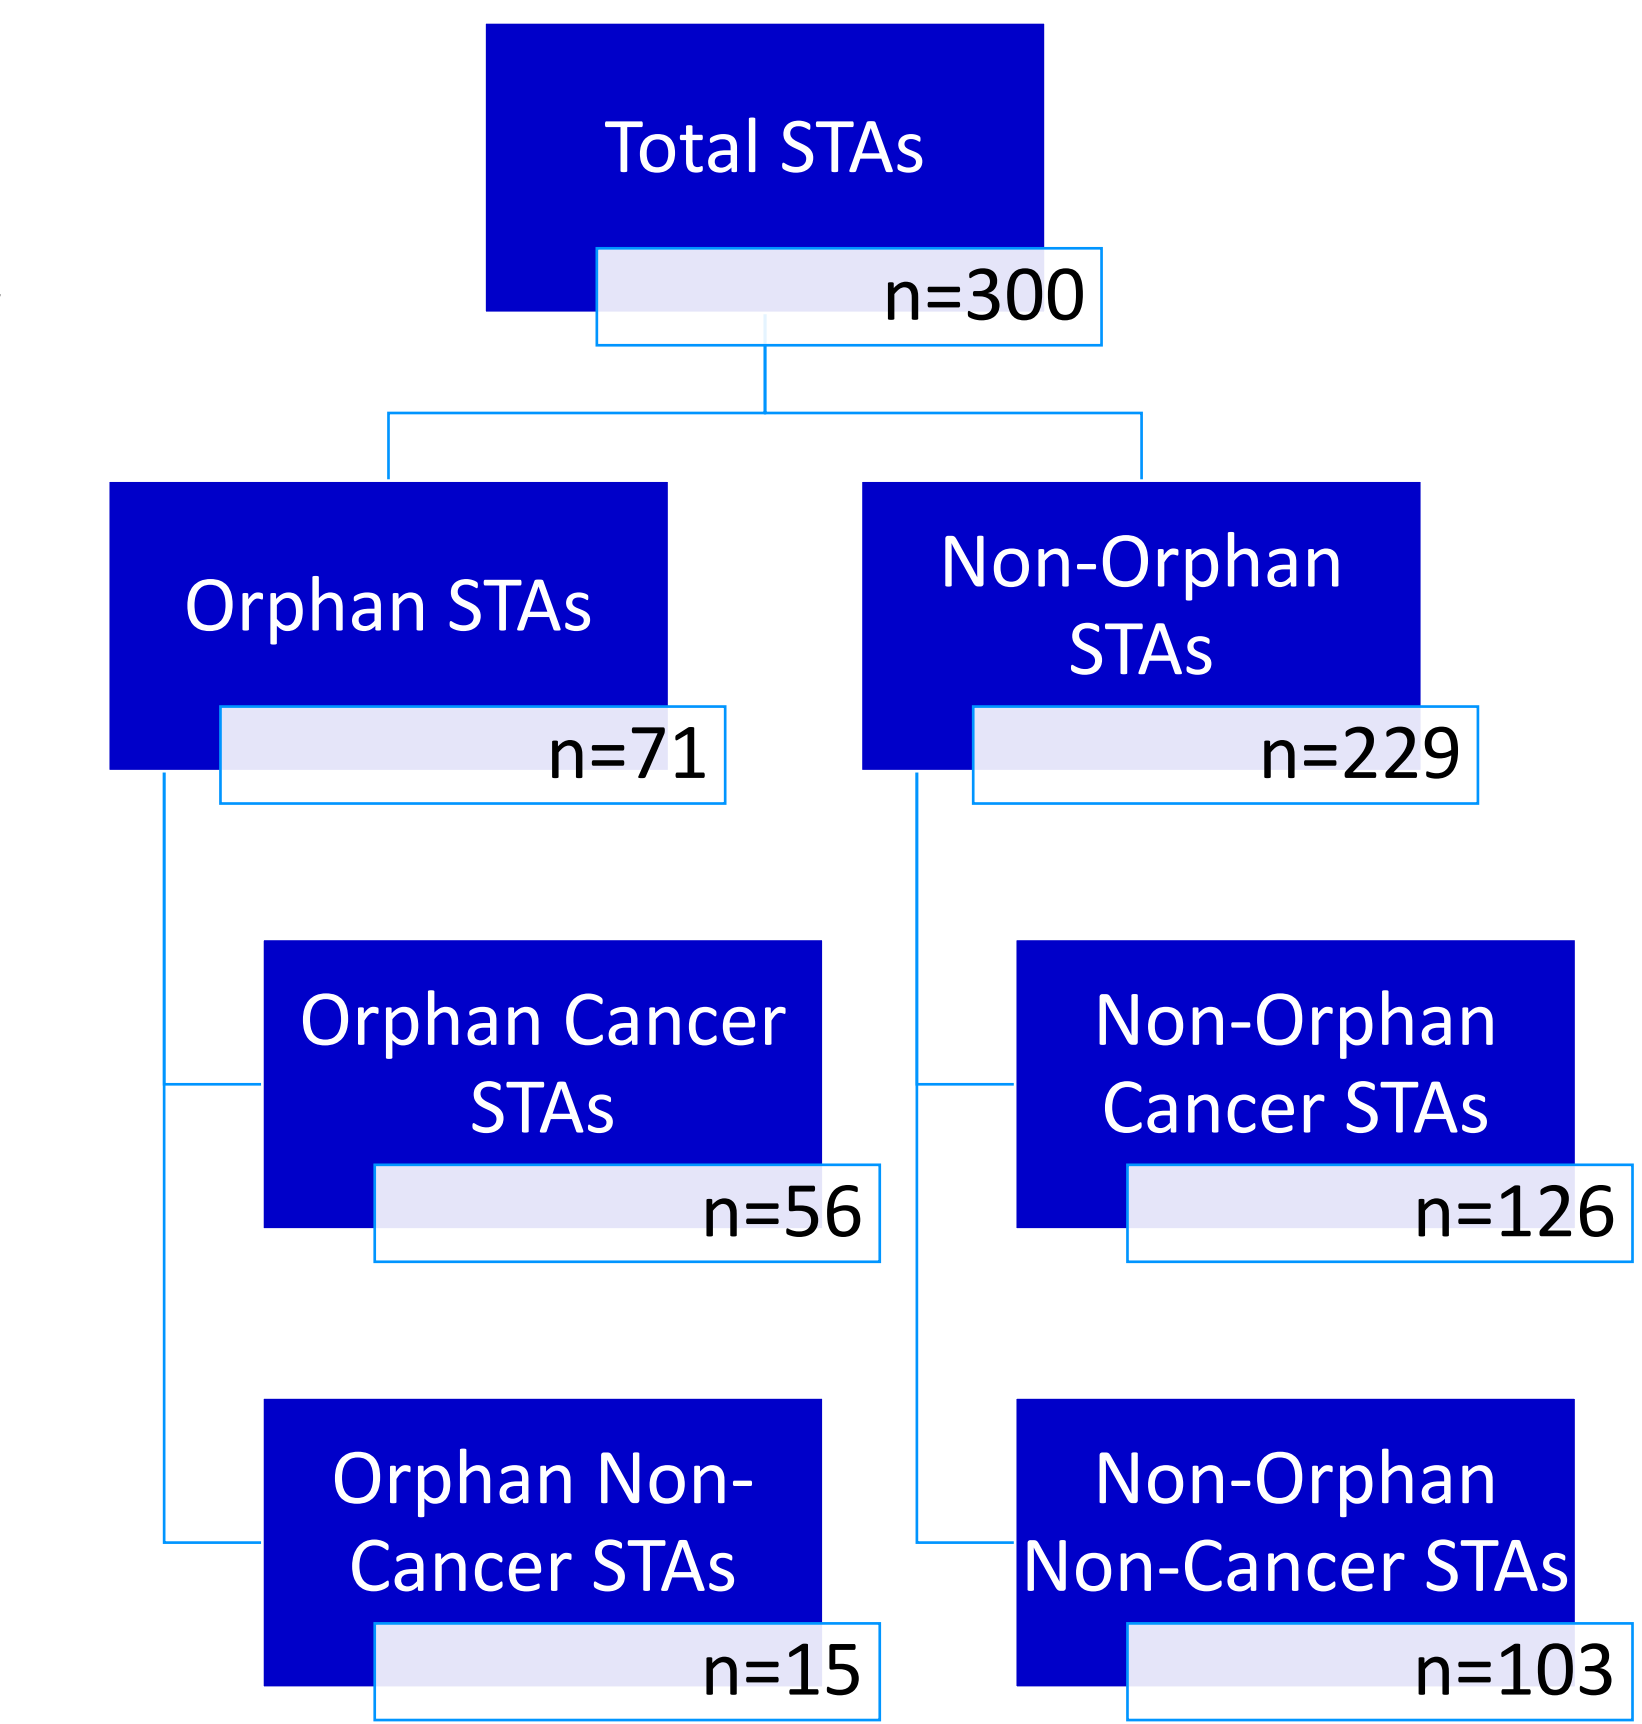 Total STAs
n=300
Orphan STAs
n=71
Non-Orphan
STAs
n=229
Orphan Cancer
STAs
n=56
Non-Orphan
Cancer STAs
n=126
Orphan Non-
Cancer STAs
n=15
Non-Orphan
Non-Cancer STAs
n=103